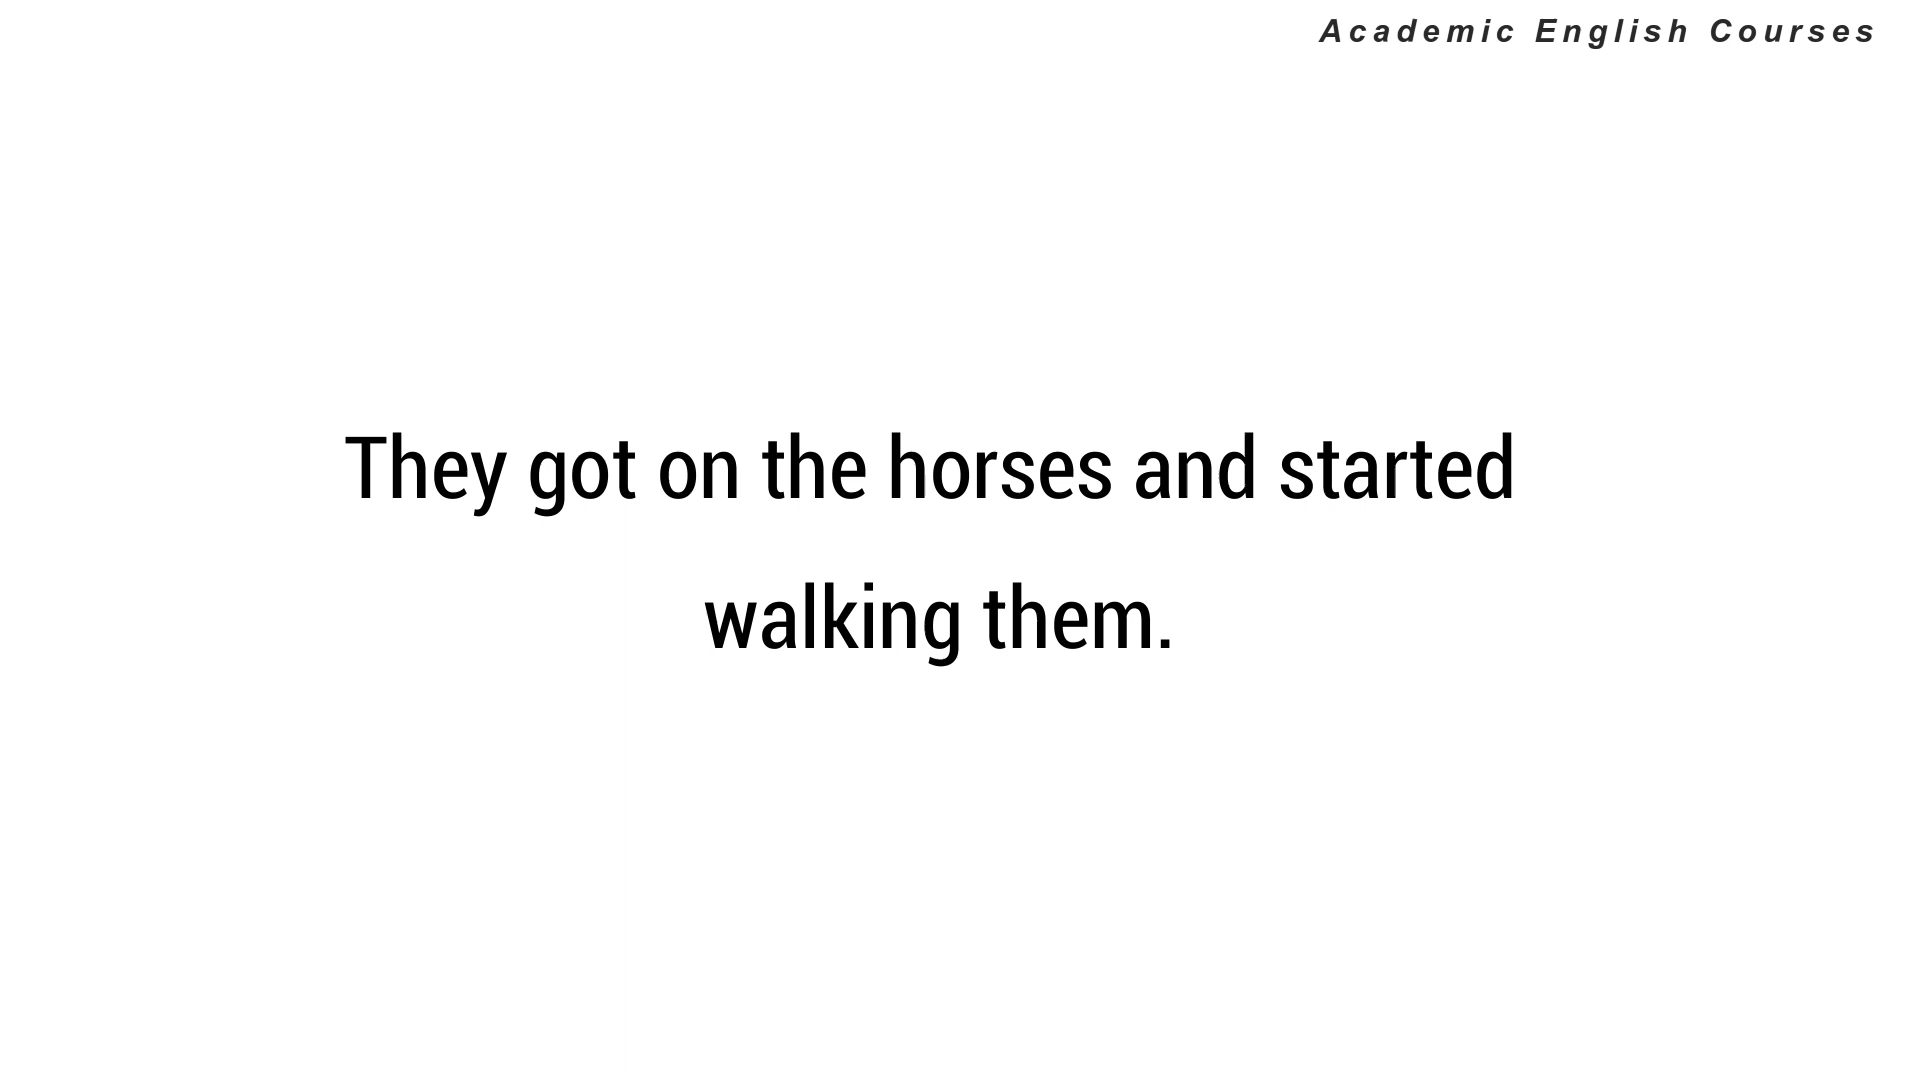 Academic English Courses
They got on the horses and started
walking them.